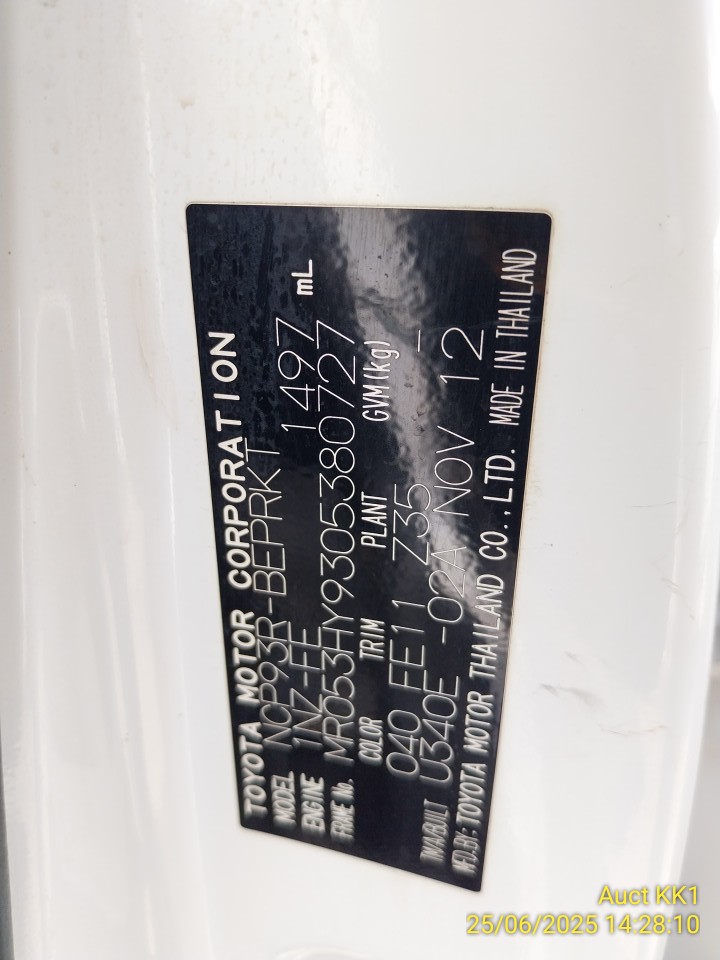 TOYOTA MOTOR CORPORATION
MODEL NCP93R-BEPRKT
ENGINE 1NZ-FE 1497 mL
FRAME No. MR053HY9305380727
COLOR TRIM PLANT GVM(kg)
040 FE11 Z35 -
T/M/A/BUILT U340E -02A NOV 12
MFD.BY: TOYOTA MOTOR THAILAND CO.,LTD. MADE IN THAILAND
Auct KK1
25/06/2025 14:28:10